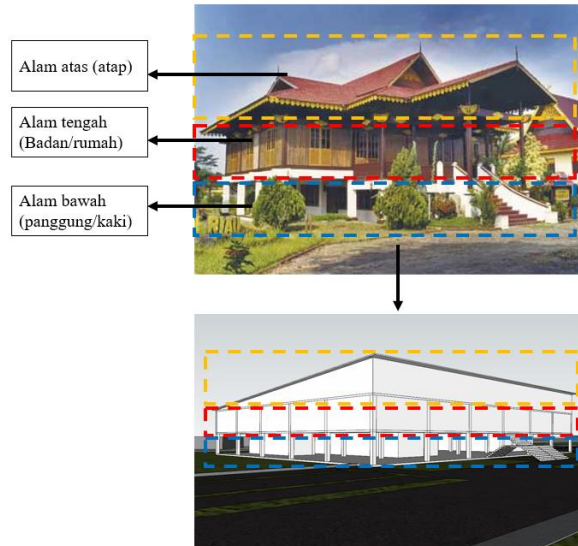 Alam atas (atap)
Alam tengah
(Badan/rumah)
Alam bawah
(panggung/kaki)